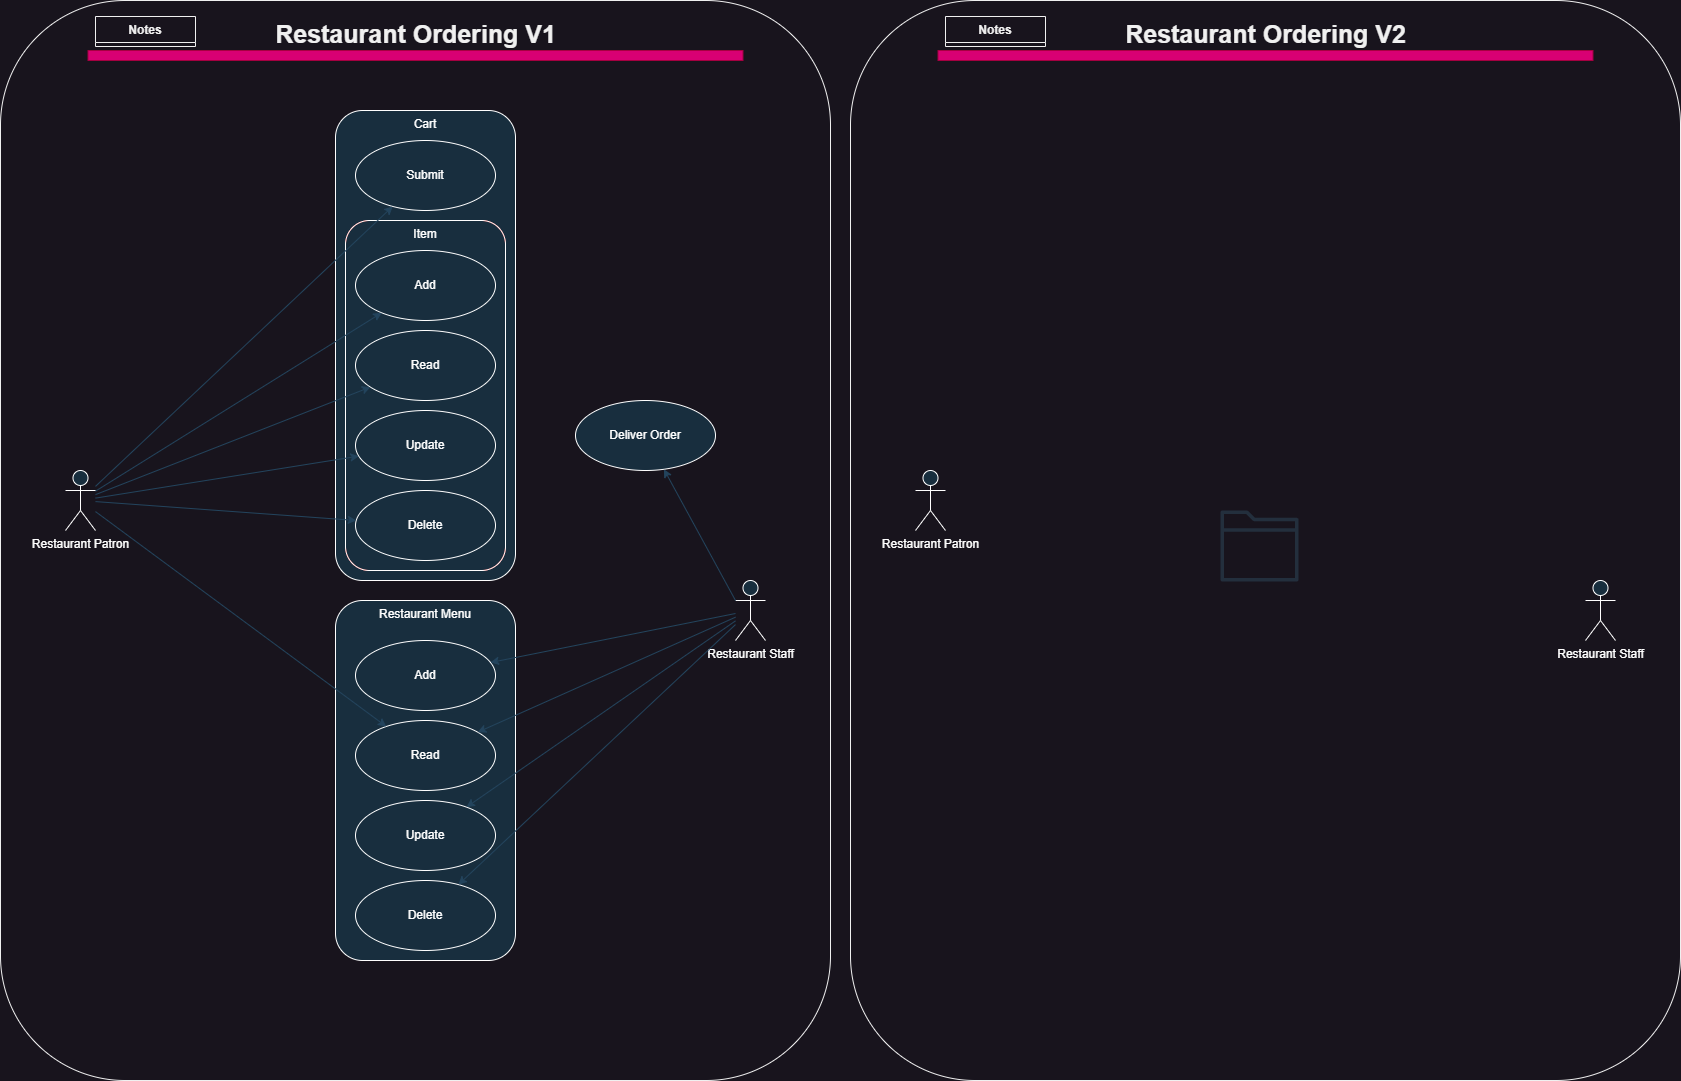 Notes
Restaurant Ordering V1
Cart
Submit
Item
Add
Read
Update
Delete
Deliver Order
Restaurant Patron
Restaurant Menu
Add
Read
Update
Delete
Restaurant Staff
Notes
Restaurant Ordering V2
Restaurant Patron
Restaurant Staff